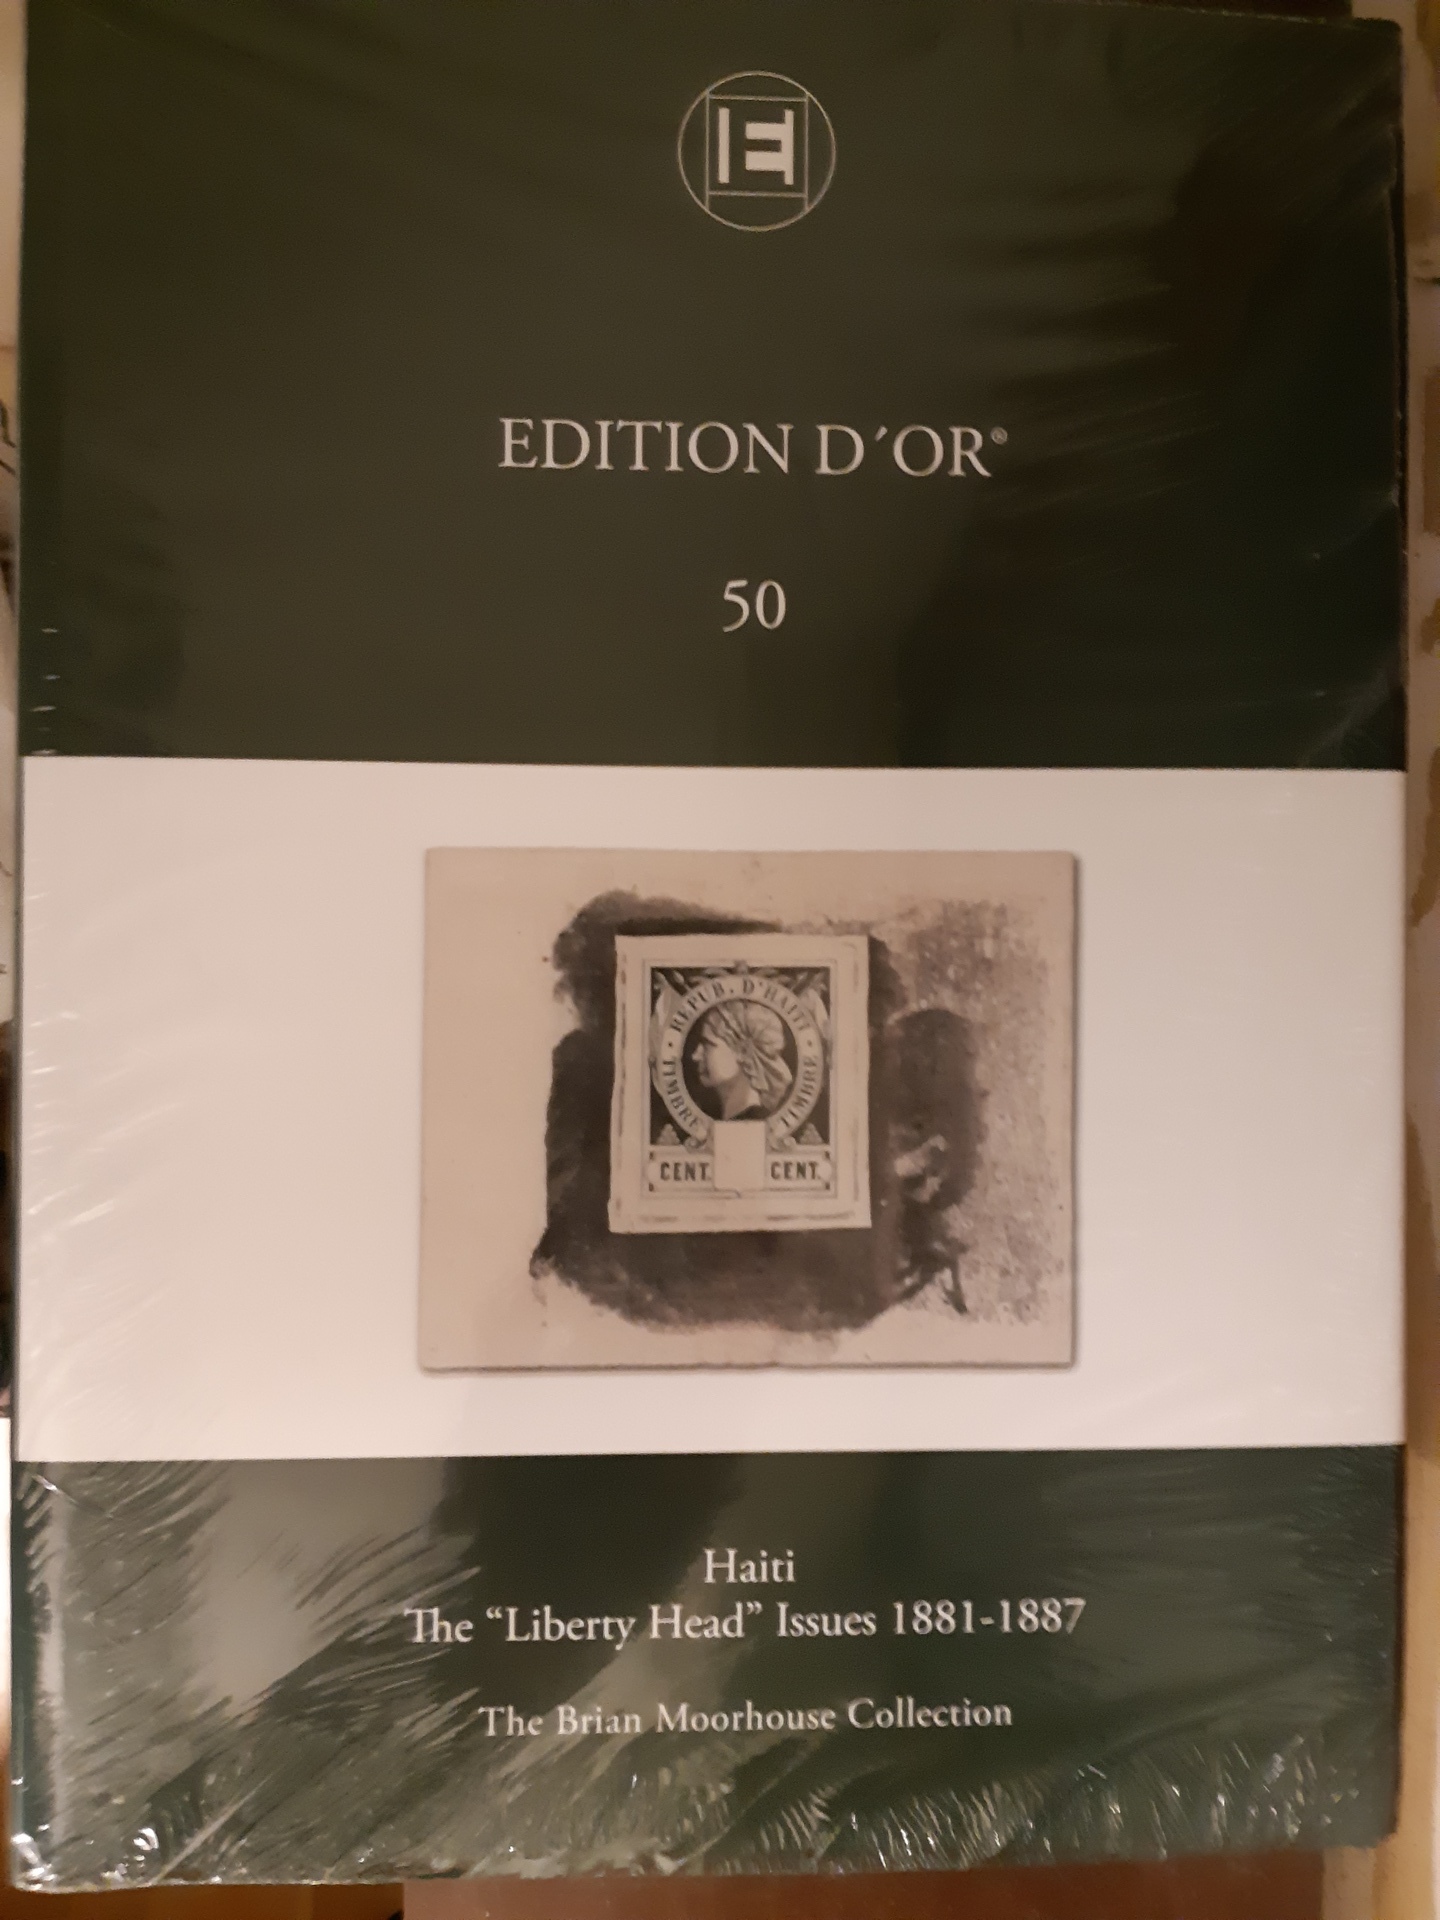 E
EDITION D´OR®
50
REPUB. D'HAITI
TIMBRE · · TIMBRE
CENT. CENT.
Haiti
The “Liberty Head” Issues 1881-1887
The Brian Moorhouse Collection